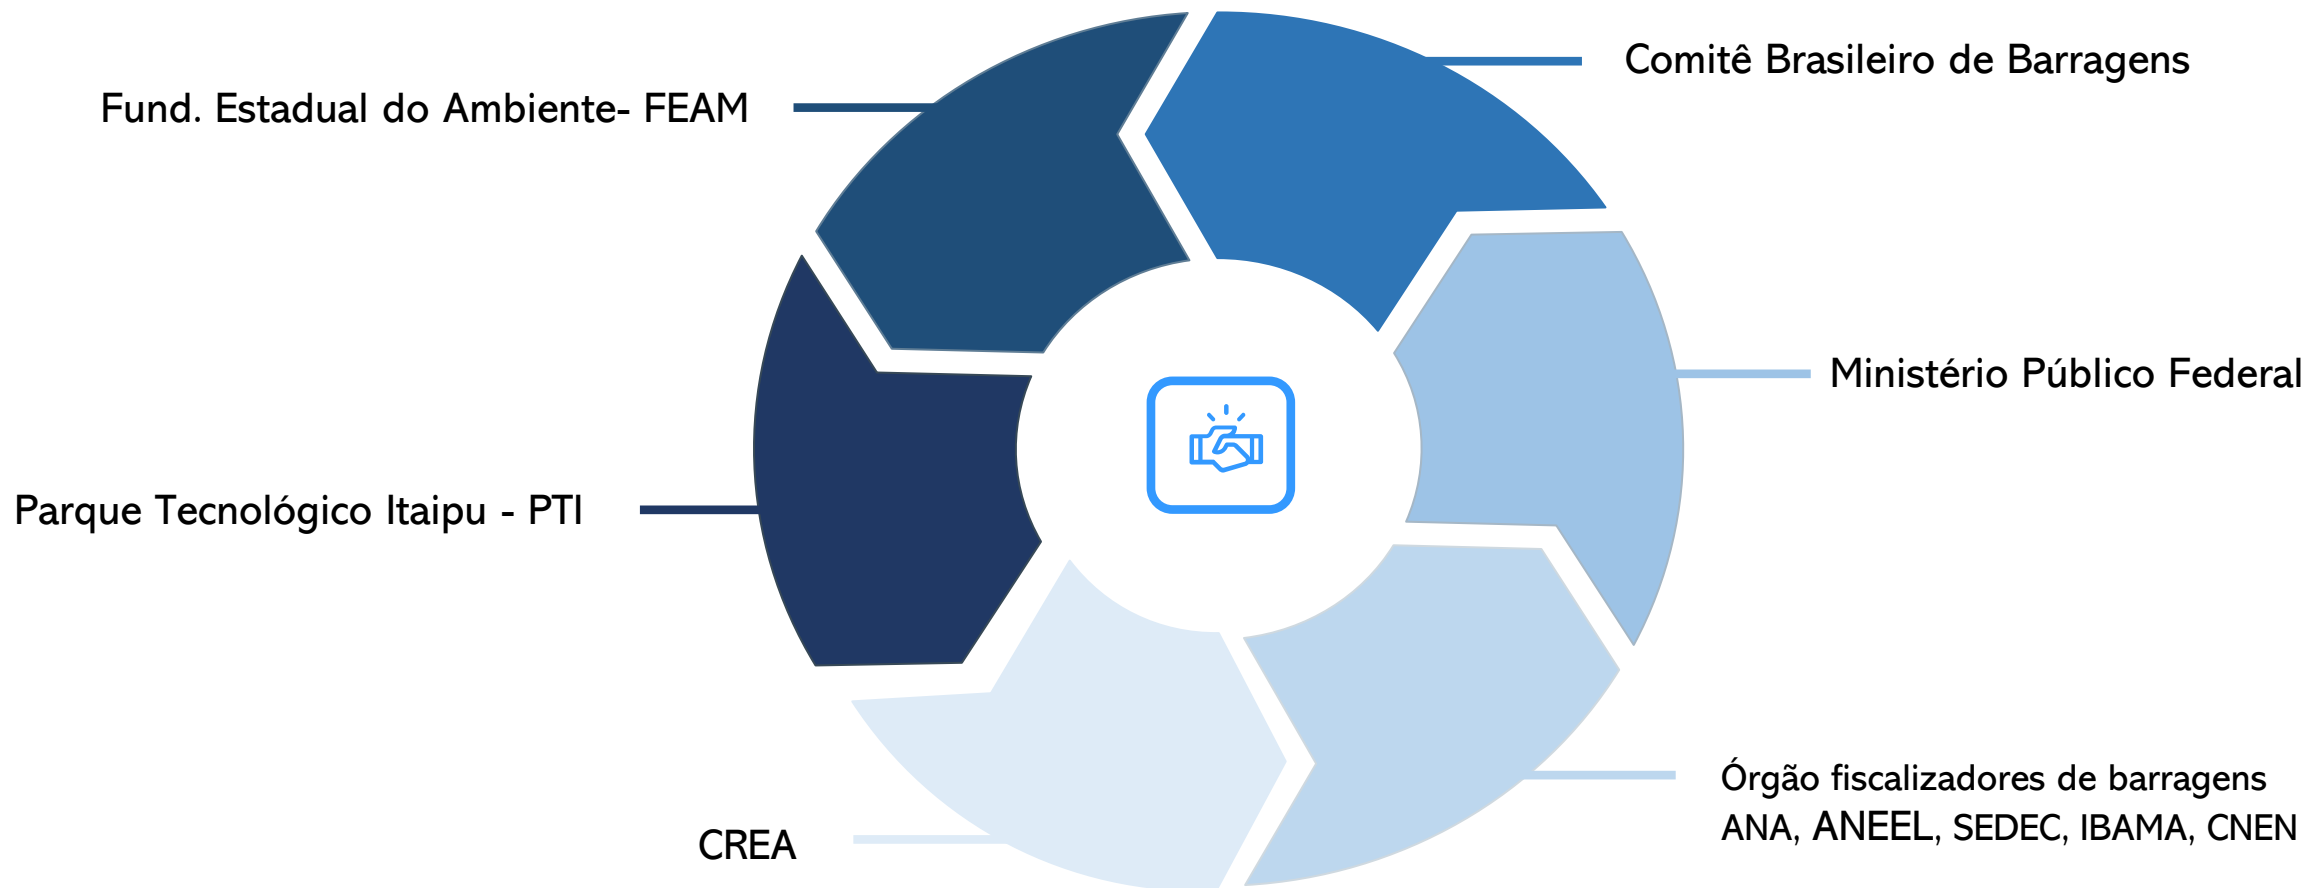 Comitê Brasileiro de Barragens
Fund. Estadual do Ambiente- FEAM
Ministério Público Federal
Parque Tecnológico Itaipu - PTI
Órgão fiscalizadores de barragens
ANA, ANEEL, SEDEC, IBAMA, CNEN
CREA